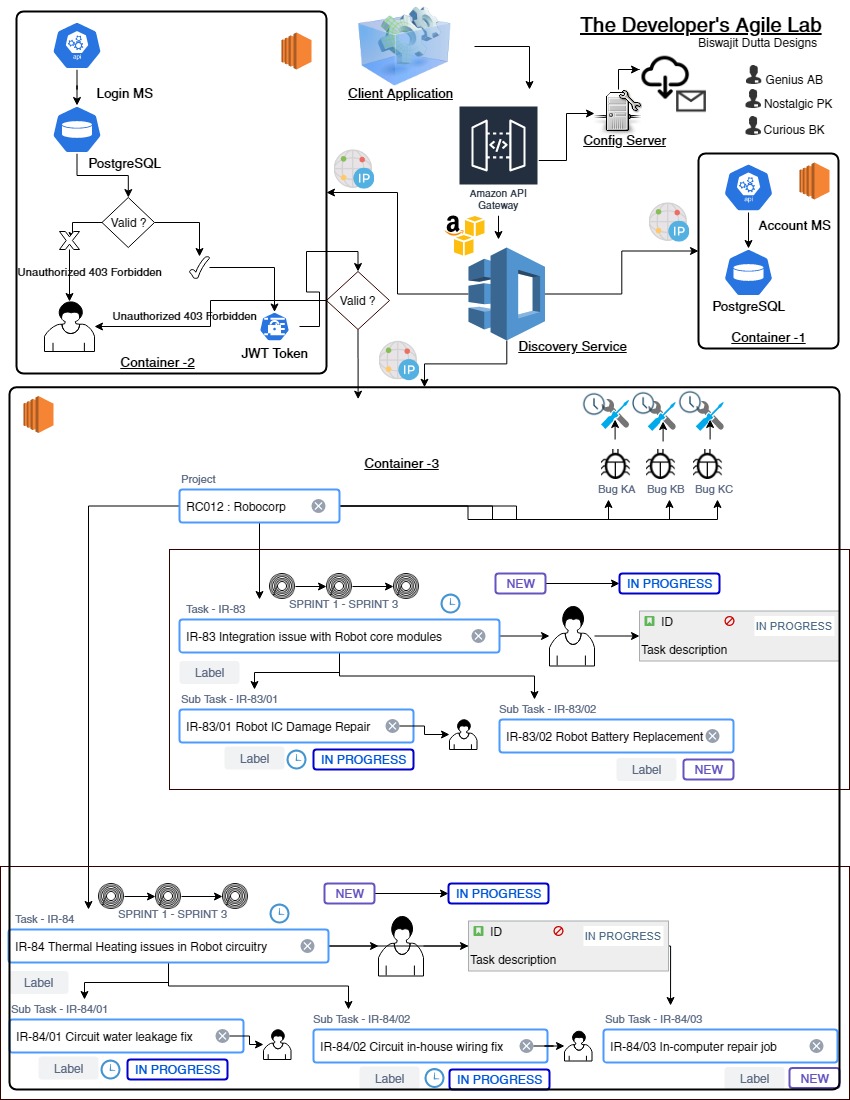 The Developer's Agile Lab
Biswajit Dutta Designs
Genius AB
Nostalgic PK
Curious BK
Client Application
Config Server
Amazon API
Gateway
a
Discovery Service
IP
IP
IP
api
Login MS
PostgreSQL
Valid ?
X
Unauthorized 403 Forbidden
Unauthorized 403 Forbidden
JWT Token
Container -2
Valid ?
api
Account MS
PostgreSQL
Container -1
Container -3
Bug KA
Bug KB
Bug KC
Project
RC012 : Robocorp
SPRINT 1 - SPRINT 3
NEW
IN PROGRESS
Task - IR-83
IR-83 Integration issue with Robot core modules
ID
IN PROGRESS
Task description
Label
Sub Task - IR-83/01
IR-83/01 Robot IC Damage Repair
Label
IN PROGRESS
Sub Task - IR-83/02
IR-83/02 Robot Battery Replacement
Label
NEW
SPRINT 1 - SPRINT 3
NEW
IN PROGRESS
Task - IR-84
IR-84 Thermal Heating issues in Robot circuitry
ID
IN PROGRESS
Task description
Label
Sub Task - IR-84/01
IR-84/01 Circuit water leakage fix
Label
IN PROGRESS
Sub Task - IR-84/02
IR-84/02 Circuit in-house wiring fix
Label
IN PROGRESS
Sub Task - IR-84/03
IR-84/03 In-computer repair job
Label
NEW